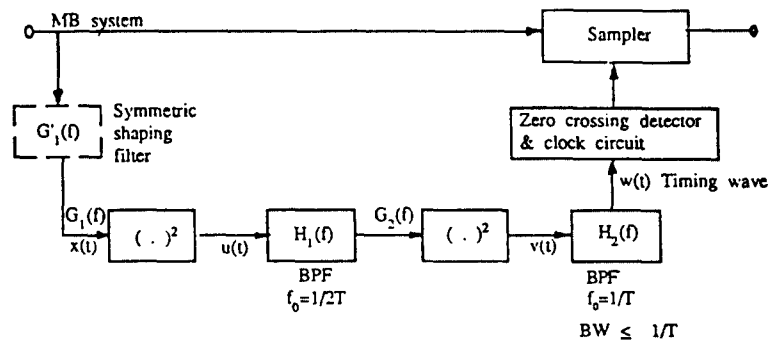 MB system
Sampler
G'₁(f)
Symmetric
shaping
filter
Zero crossing detector
& clock circuit
w(t) Timing wave
G₁(f)
x(t)
( . )²
u(t)
H₁(f)
G₂(f)
( . )²
v(t)
H₂(f)
BPF
f₀=1/2T
BPF
f₀=1/T
BW ≤ 1/T